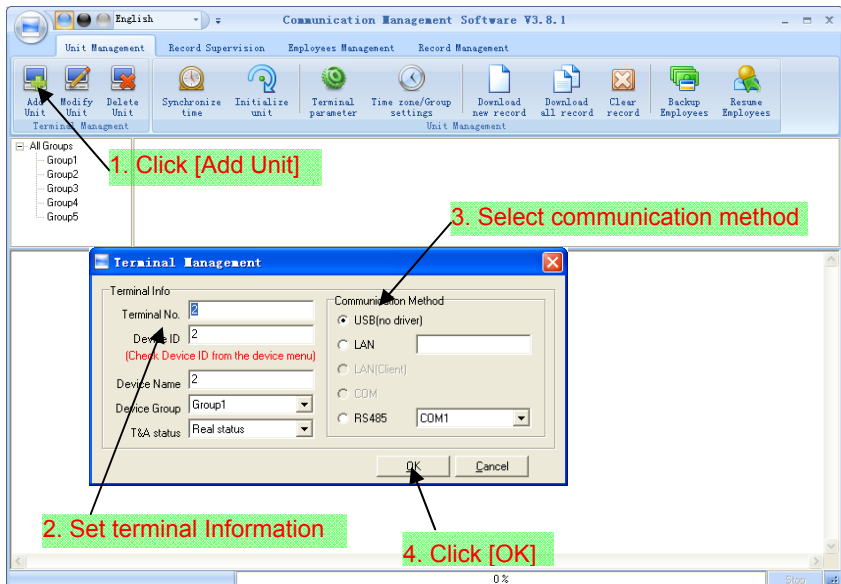 English
Communication Management Software V3.8.1
Unit Management Record Supervision Employees Management Record Management
Add Unit
Modify Unit
Delete Unit
Synchronize time
Initialize unit
Terminal parameter
Time zone/Group settings
Download new record
Download all record
Clear record
Backup Employees
Resume Employees
Terminal Managment
Unit Management
All Groups
Group1
Group2
Group3
Group4
Group5
1. Click [Add Unit]
3. Select communication method
Terminal Management
Terminal Info
Terminal No. 2
Device ID 2
(Check Device ID from the device menu)
Device Name 2
Device Group Group1
T&A status Real status
Communication Method
USB(no driver)
LAN
LAN(Client)
COM
RS485 COM1
OK Cancel
2. Set terminal Information
4. Click [OK]
0 %
Stop